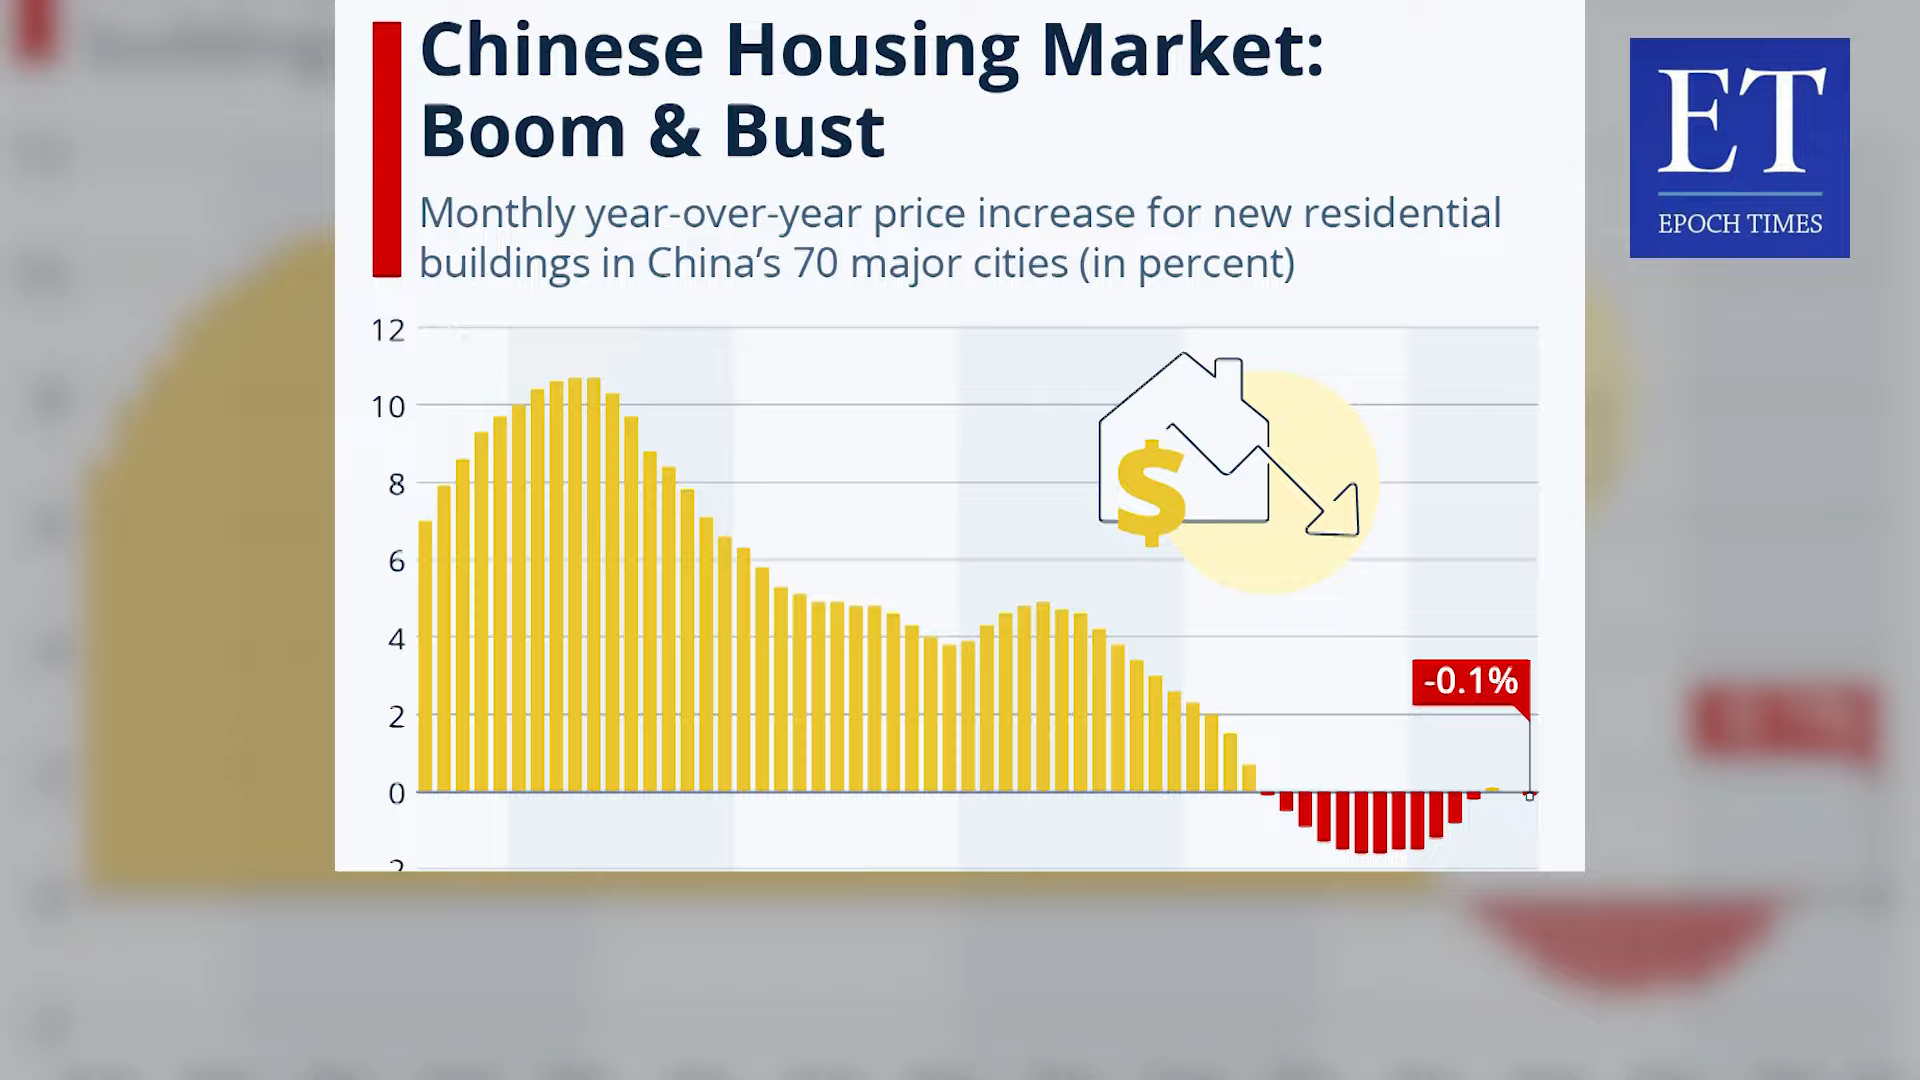 Chinese Housing Market:
Boom & Bust
Monthly year-over-year price increase for new residential
buildings in China’s 70 major cities (in percent)
12
10
8
6
4
2
0
2
$
-0.1%
ET
EPOCH TIMES